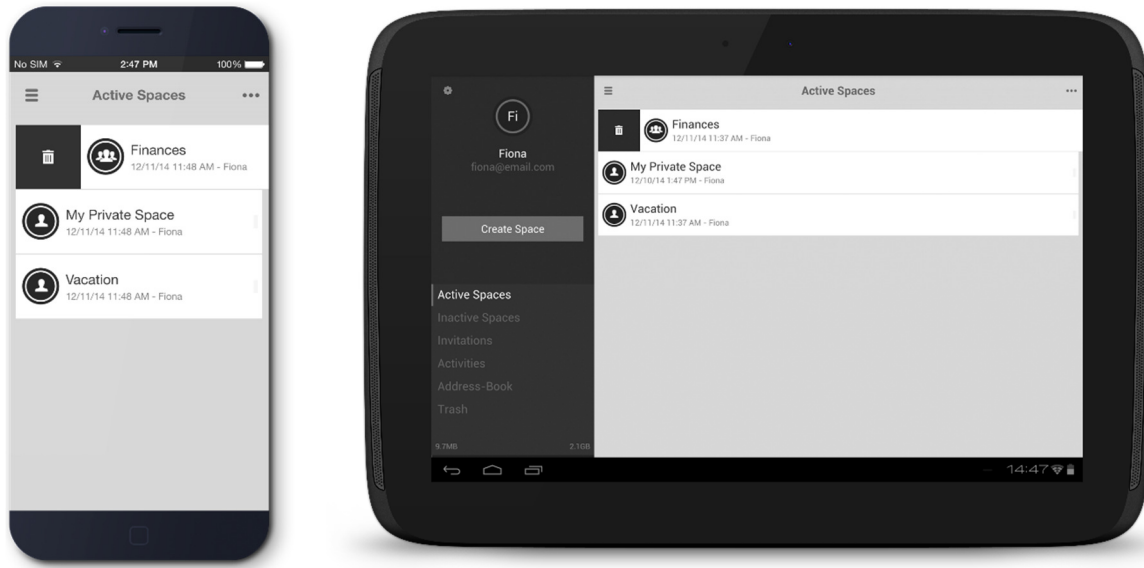 No SIM 2:47 PM 100%
Active Spaces
Finances
12/11/14 11:48 AM - Fiona
My Private Space
12/11/14 11:48 AM - Fiona
Vacation
12/11/14 11:48 AM - Fiona
Fi
Fiona
fiona@email.com
Create Space
Active Spaces
Inactive Spaces
Invitations
Activities
Address-Book
Trash
9.7MB 2.1GB
Active Spaces
Finances
12/11/14 11:37 AM - Fiona
My Private Space
12/10/14 1:47 PM - Fiona
Vacation
12/11/14 11:37 AM - Fiona
14:47